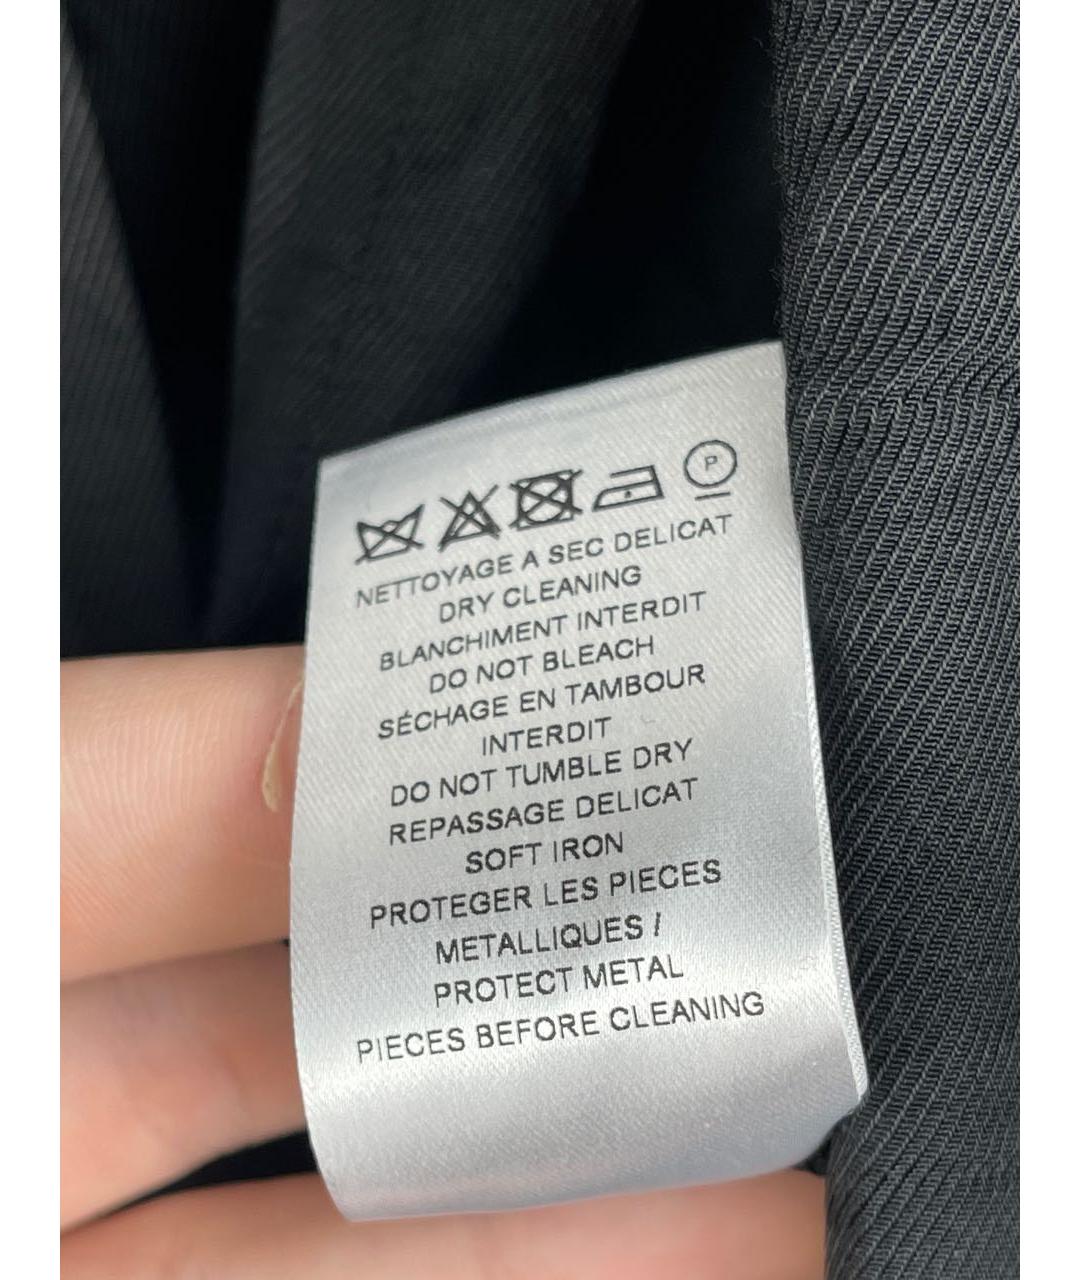 P
NETTOYAGE A SEC DELICAT
DRY CLEANING
BLANCHIMENT INTERDIT
DO NOT BLEACH
SÉCHAGE EN TAMBOUR
INTERDIT
DO NOT TUMBLE DRY
REPASSAGE DELICAT
SOFT IRON
PROTEGER LES PIECES
METALLIQUES /
PROTECT METAL
PIECES BEFORE CLEANING